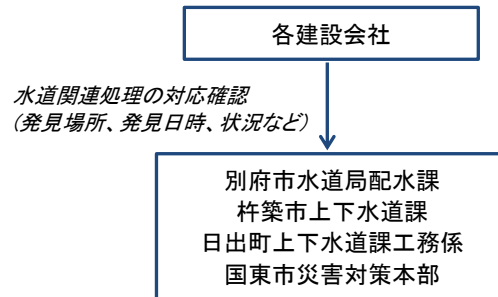 各建設会社
水道関連処理の対応確認
(発見場所、発見日時、状況など)
別府市水道局配水課
杵築市上下水道課
日出町上下水道課工務係
国東市災害対策本部